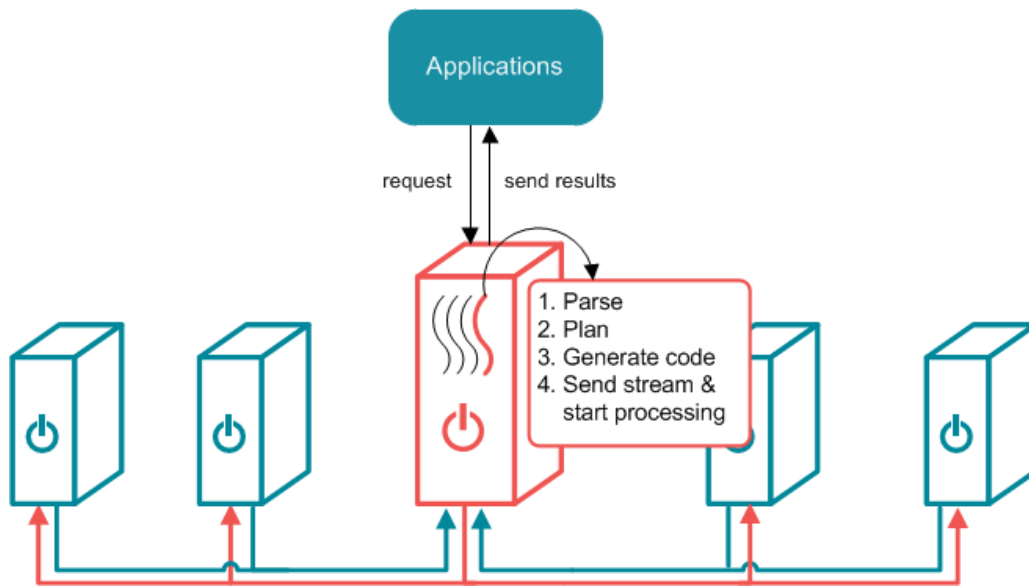 Applications
request
send results
1. Parse
2. Plan
3. Generate code
4. Send stream &
start processing